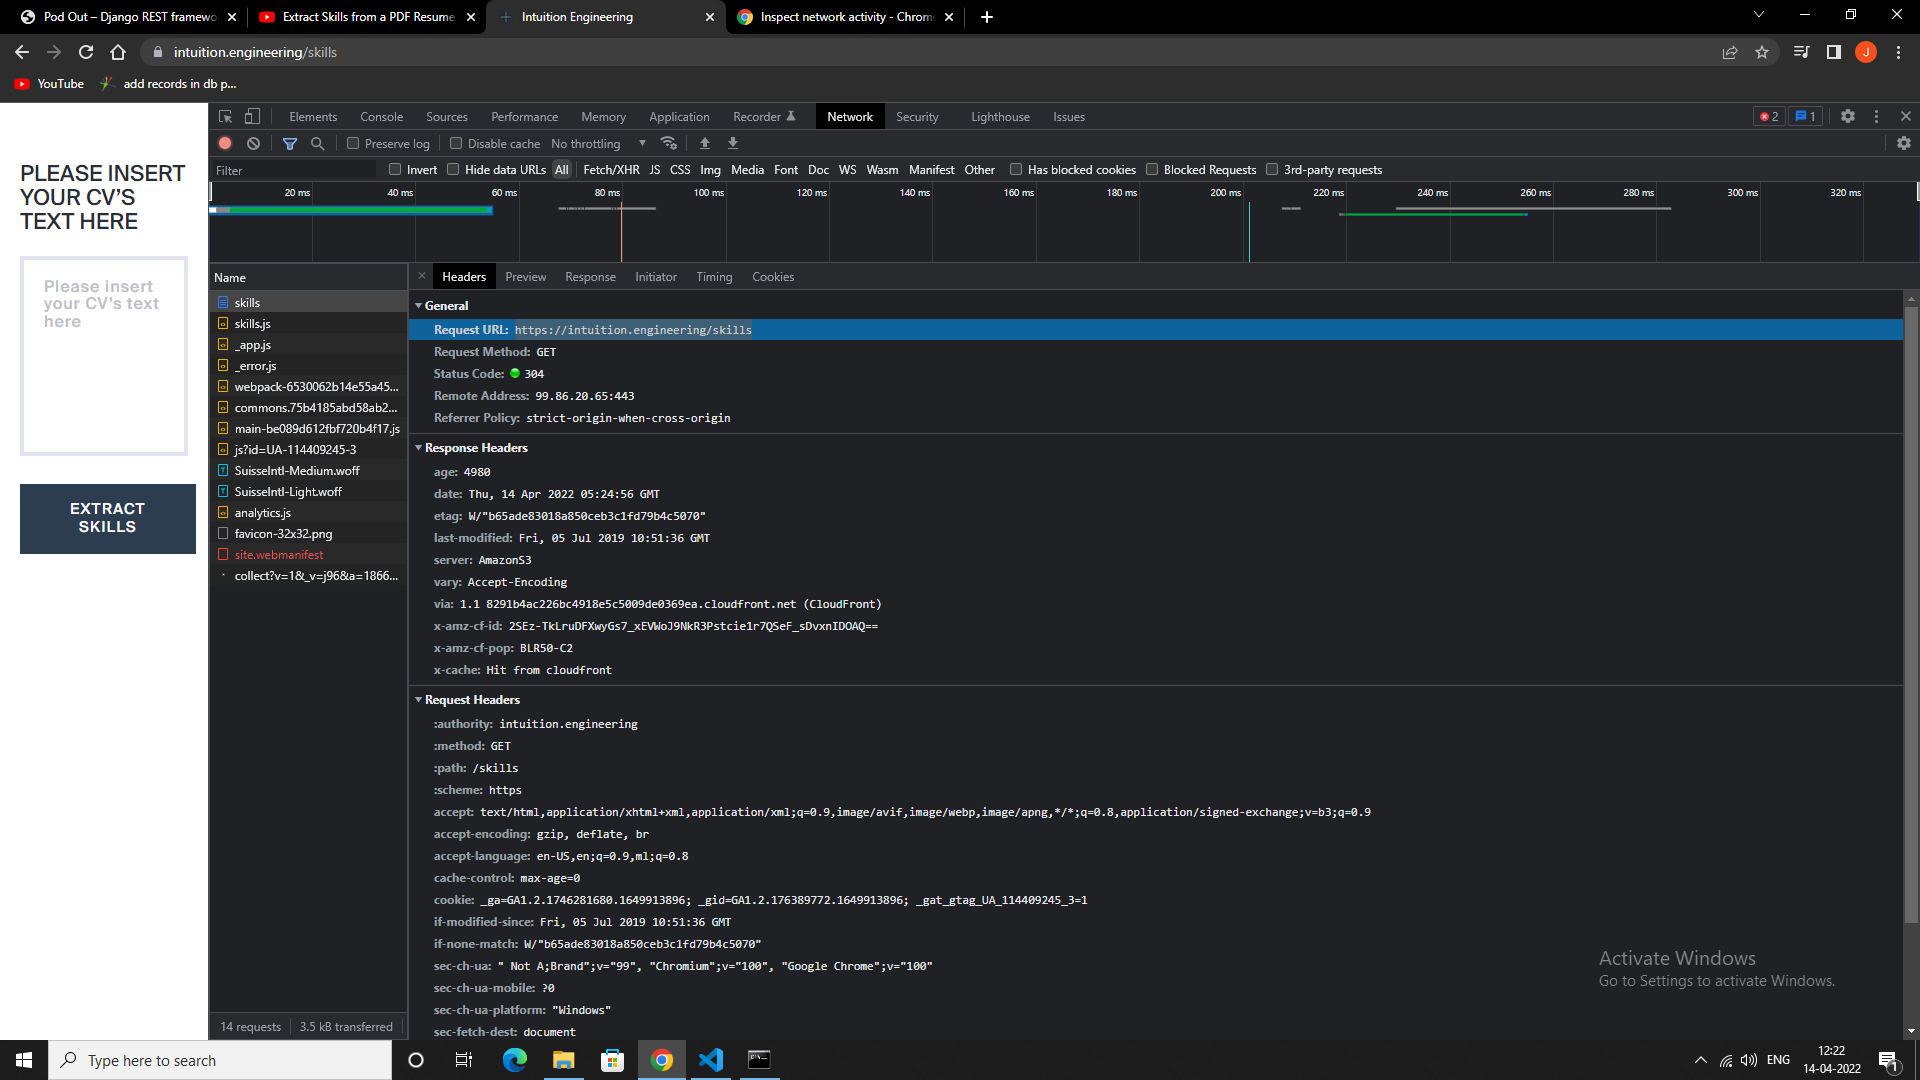 Pod Out – Django REST framewo
Extract Skills from a PDF Resume
Intuition Engineering
Inspect network activity - Chrom
intuition.engineering/skills
J
YouTube
add records in db p...
PLEASE INSERT
YOUR CV'S
TEXT HERE
Please insert
your CV's text
here
EXTRACT
SKILLS
Elements Console Sources Performance Memory Application Recorder Network Security Lighthouse Issues 2 1
Preserve log Disable cache No throttling
Filter Invert Hide data URLs All Fetch/XHR JS CSS Img Media Font Doc WS Wasm Manifest Other Has blocked cookies Blocked Requests 3rd-party requests
20 ms 40 ms 60 ms 80 ms 100 ms 120 ms 140 ms 160 ms 180 ms 200 ms 220 ms 240 ms 260 ms 280 ms 300 ms 320 ms
Name
skills
skills.js
_app.js
_error.js
webpack-6530062b14e55a45...
commons.75b4185abd58ab2...
main-be089d612fbf720b4f17.js
js?id=UA-114409245-3
SuisseIntl-Medium.woff
SuisseIntl-Light.woff
analytics.js
favicon-32x32.png
site.webmanifest
collect?v=1&_v=j96&a=1866...
14 requests 3.5 kB transferred
Headers Preview Response Initiator Timing Cookies
General
Request URL: https://intuition.engineering/skills
Request Method: GET
Status Code: 304
Remote Address: 99.86.20.65:443
Referrer Policy: strict-origin-when-cross-origin
Response Headers
age: 4980
date: Thu, 14 Apr 2022 05:24:56 GMT
etag: W/"b65ade83018a850ceb3c1fd79b4c5070"
last-modified: Fri, 05 Jul 2019 10:51:36 GMT
server: AmazonS3
vary: Accept-Encoding
via: 1.1 8291b4ac226bc4918e5c5009de0369ea.cloudfront.net (CloudFront)
x-amz-cf-id: 2SEz-TkLruDFXwyGs7_xEVWoJ9NkR3Pstcie1r7QSeF_sDvxnIDOAQ==
x-amz-cf-pop: BLR50-C2
x-cache: Hit from cloudfront
Request Headers
:authority: intuition.engineering
:method: GET
:path: /skills
:scheme: https
accept: text/html,application/xhtml+xml,application/xml;q=0.9,image/avif,image/webp,image/apng,*/*;q=0.8,application/signed-exchange;v=b3;q=0.9
accept-encoding: gzip, deflate, br
accept-language: en-US,en;q=0.9,ml;q=0.8
cache-control: max-age=0
cookie: _ga=GA1.2.1746281680.1649913896; _gid=GA1.2.176389772.1649913896; _gat_gtag_UA_114409245_3=1
if-modified-since: Fri, 05 Jul 2019 10:51:36 GMT
if-none-match: W/"b65ade83018a850ceb3c1fd79b4c5070"
sec-ch-ua: " Not A;Brand";v="99", "Chromium";v="100", "Google Chrome";v="100"
sec-ch-ua-mobile: ?0
sec-ch-ua-platform: "Windows"
sec-fetch-dest: document
Activate Windows
Go to Settings to activate Windows.
Type here to search
ENG
12:22
14-04-2022
1